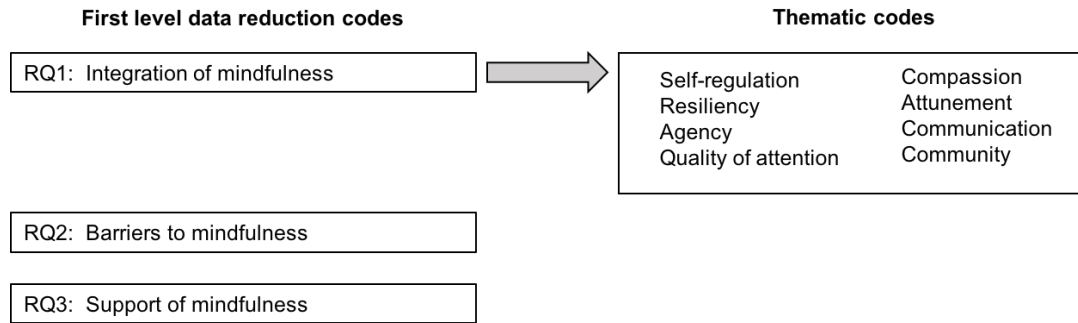 First level data reduction codes
Thematic codes
RQ1:  Integration of mindfulness
Self-regulation
Resiliency
Agency
Quality of attention
Compassion
Attunement
Communication
Community
RQ2:  Barriers to mindfulness
RQ3:  Support of mindfulness